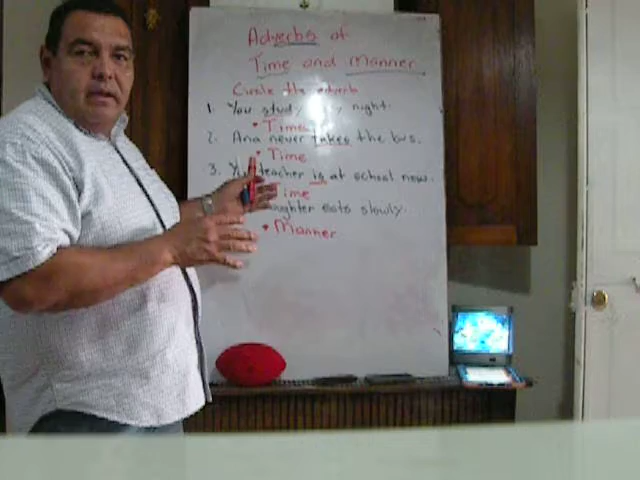 Adverbs of
Time and Manner
Circle the adverb
1. You study night.
• Time
2. Ana never takes the bus.
• Time
3. teacher is at school now.
Time
eats slowly.
• Manner